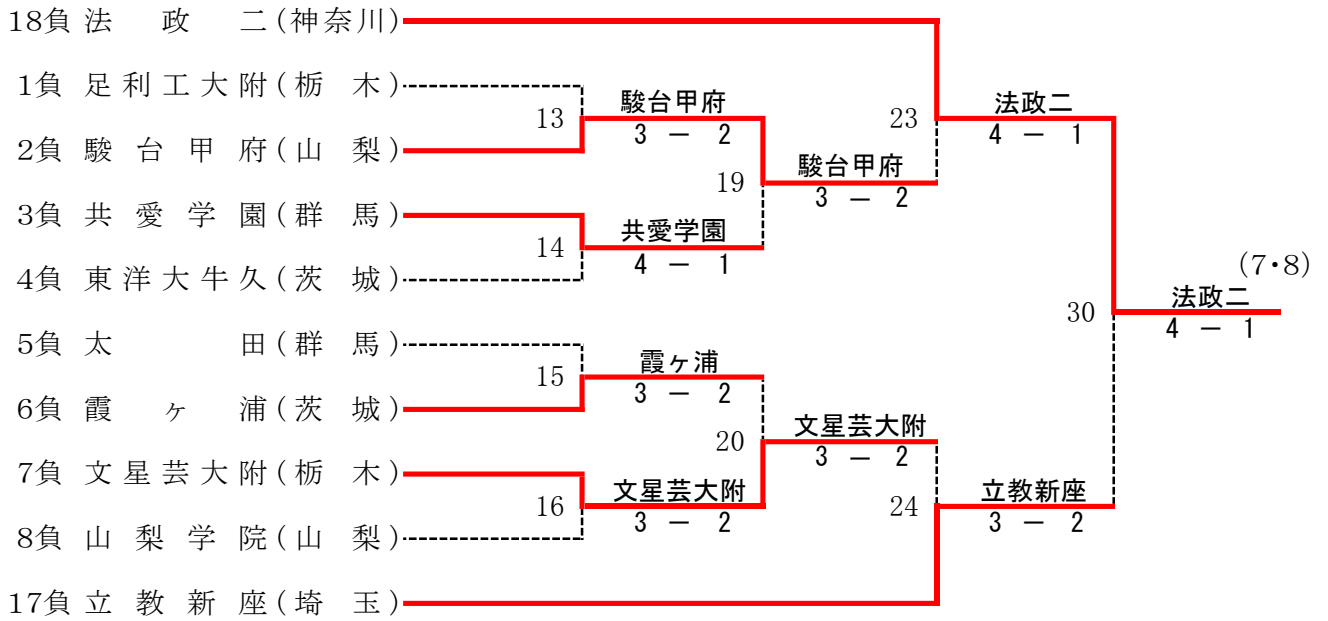 18負 法政二(神奈川)
1負 足利工大附(栃木)
2負 駿台甲府(山梨)
3負 共愛学園(群馬)
4負 東洋大牛久(茨城)
5負 太田(群馬)
6負 霞ヶ浦(茨城)
7負 文星芸大附(栃木)
8負 山梨学院(山梨)
17負 立教新座(埼玉)
13
駿台甲府
3 － 2
14
共愛学園
4 － 1
15
霞ヶ浦
3 － 2
16
文星芸大附
3 － 2
19
駿台甲府
3 － 2
20
文星芸大附
3 － 2
23
法政二
4 － 1
24
立教新座
3 － 2
30
(7・8)
法政二
4 － 1